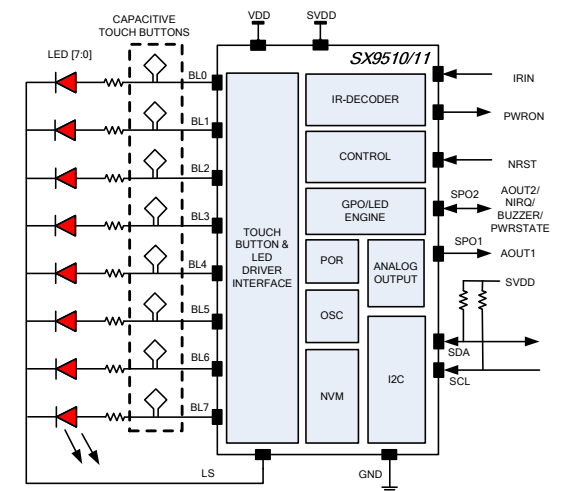 CAPACITIVE
TOUCH BUTTONS
VDD
SVDD
LED [7:0]
SX9510/11
BL0
BL1
BL2
BL3
BL4
BL5
BL6
BL7
TOUCH
BUTTON &
LED
DRIVER
INTERFACE
IR-DECODER
CONTROL
GPO/LED
ENGINE
POR
ANALOG
OUTPUT
OSC
NVM
I2C
IRIN
PWRON
NRST
SPO2
AOUT2/
NIRQ/
BUZZER/
PWRSTATE
SPO1
AOUT1
SVDD
SDA
SCL
LS
GND